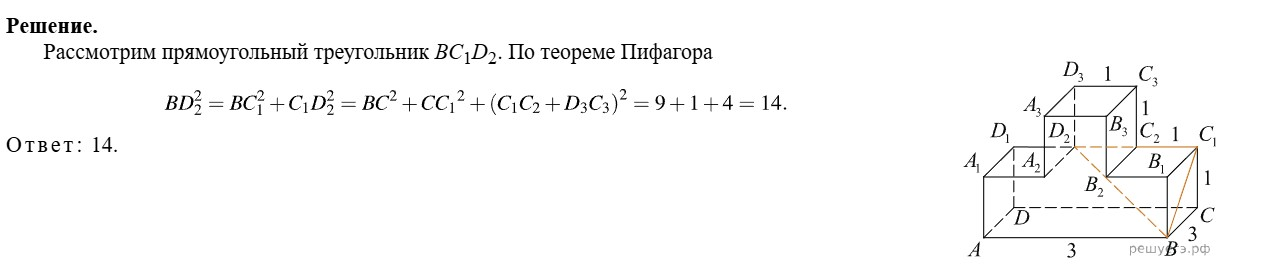 Решение.
Рассмотрим прямоугольный треугольник BC₁D₂. По теореме Пифагора
BD₂² = BC₁² + C₁D₂² = BC² + CC₁² + (C₁C₂ + D₃C₃)² = 9 + 1 + 4 = 14.
Ответ: 14.
D₃ 1 C₃
A₃ B₃ 1
D₁ D₂ C₂ 1 C₁
A₁ A₂ B₂ B₁ 1
D C
A 3 B 3
решуегэ.рф